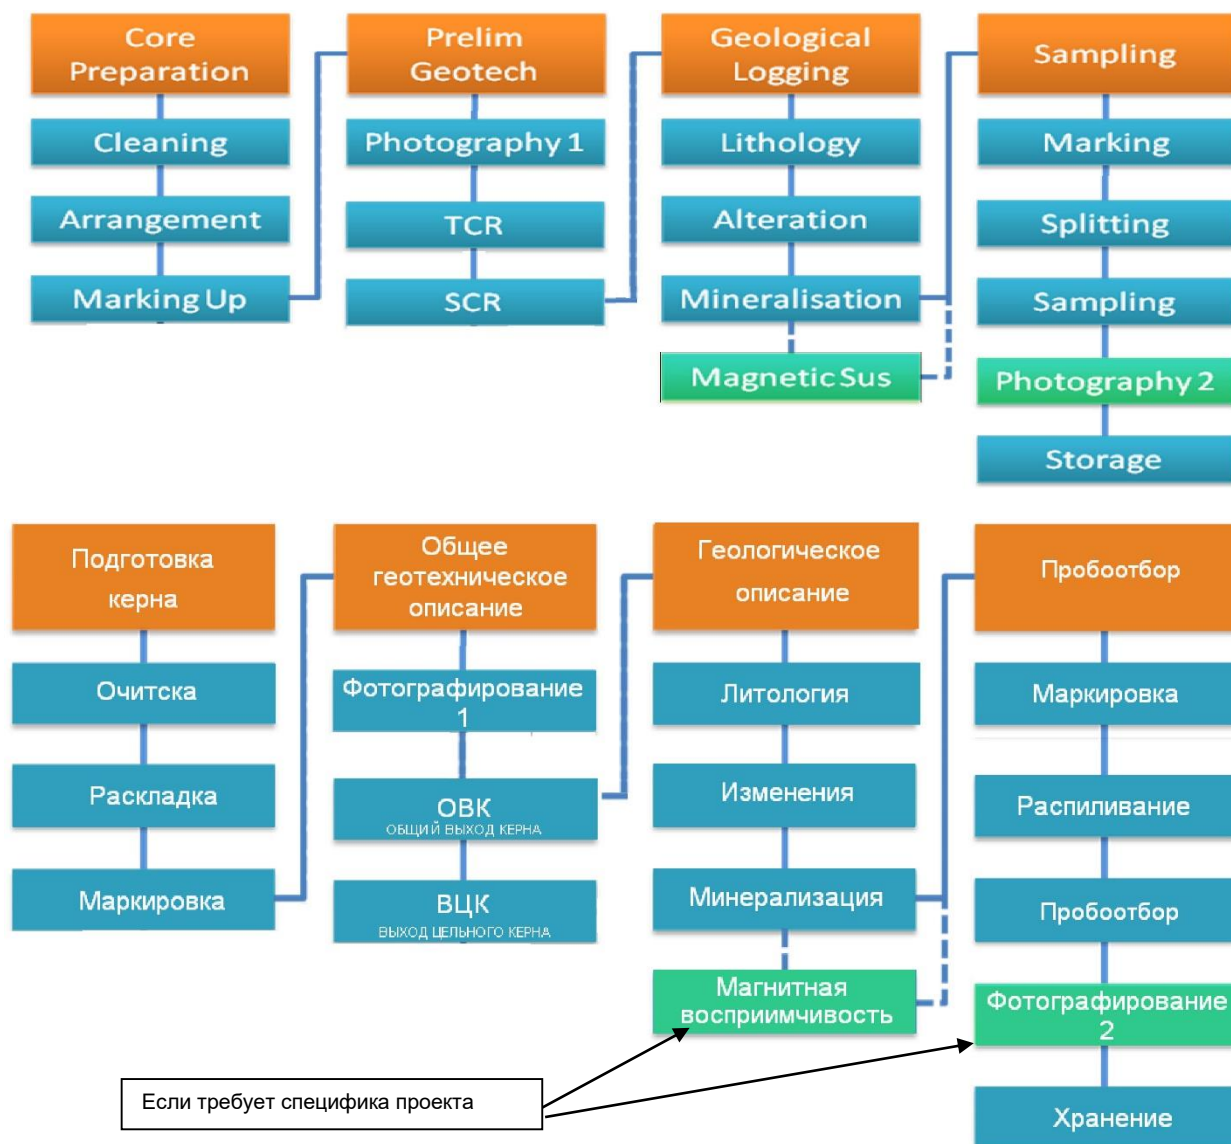 Core
Preparation
Cleaning
Arrangement
Marking Up
Prelim
Geotech
Photography 1
TCR
SCR
Geological
Logging
Lithology
Alteration
Mineralisation
Magnetic Sus
Sampling
Marking
Splitting
Sampling
Photography 2
Storage
Подготовка
керна
Очитска
Раскладка
Маркировка
Общее
геотехническое
описание
Фотографирование
1
ОВК
ОБЩИЙ ВЫХОД КЕРНА
ВЦК
ВЫХОД ЦЕЛЬНОГО КЕРНА
Геологическое
описание
Литология
Изменения
Минерализация
Магнитная
восприимчивость
Пробоотбор
Маркировка
Распиливание
Пробоотбор
Фотографирование
2
Хранение
Если требует специфика проекта